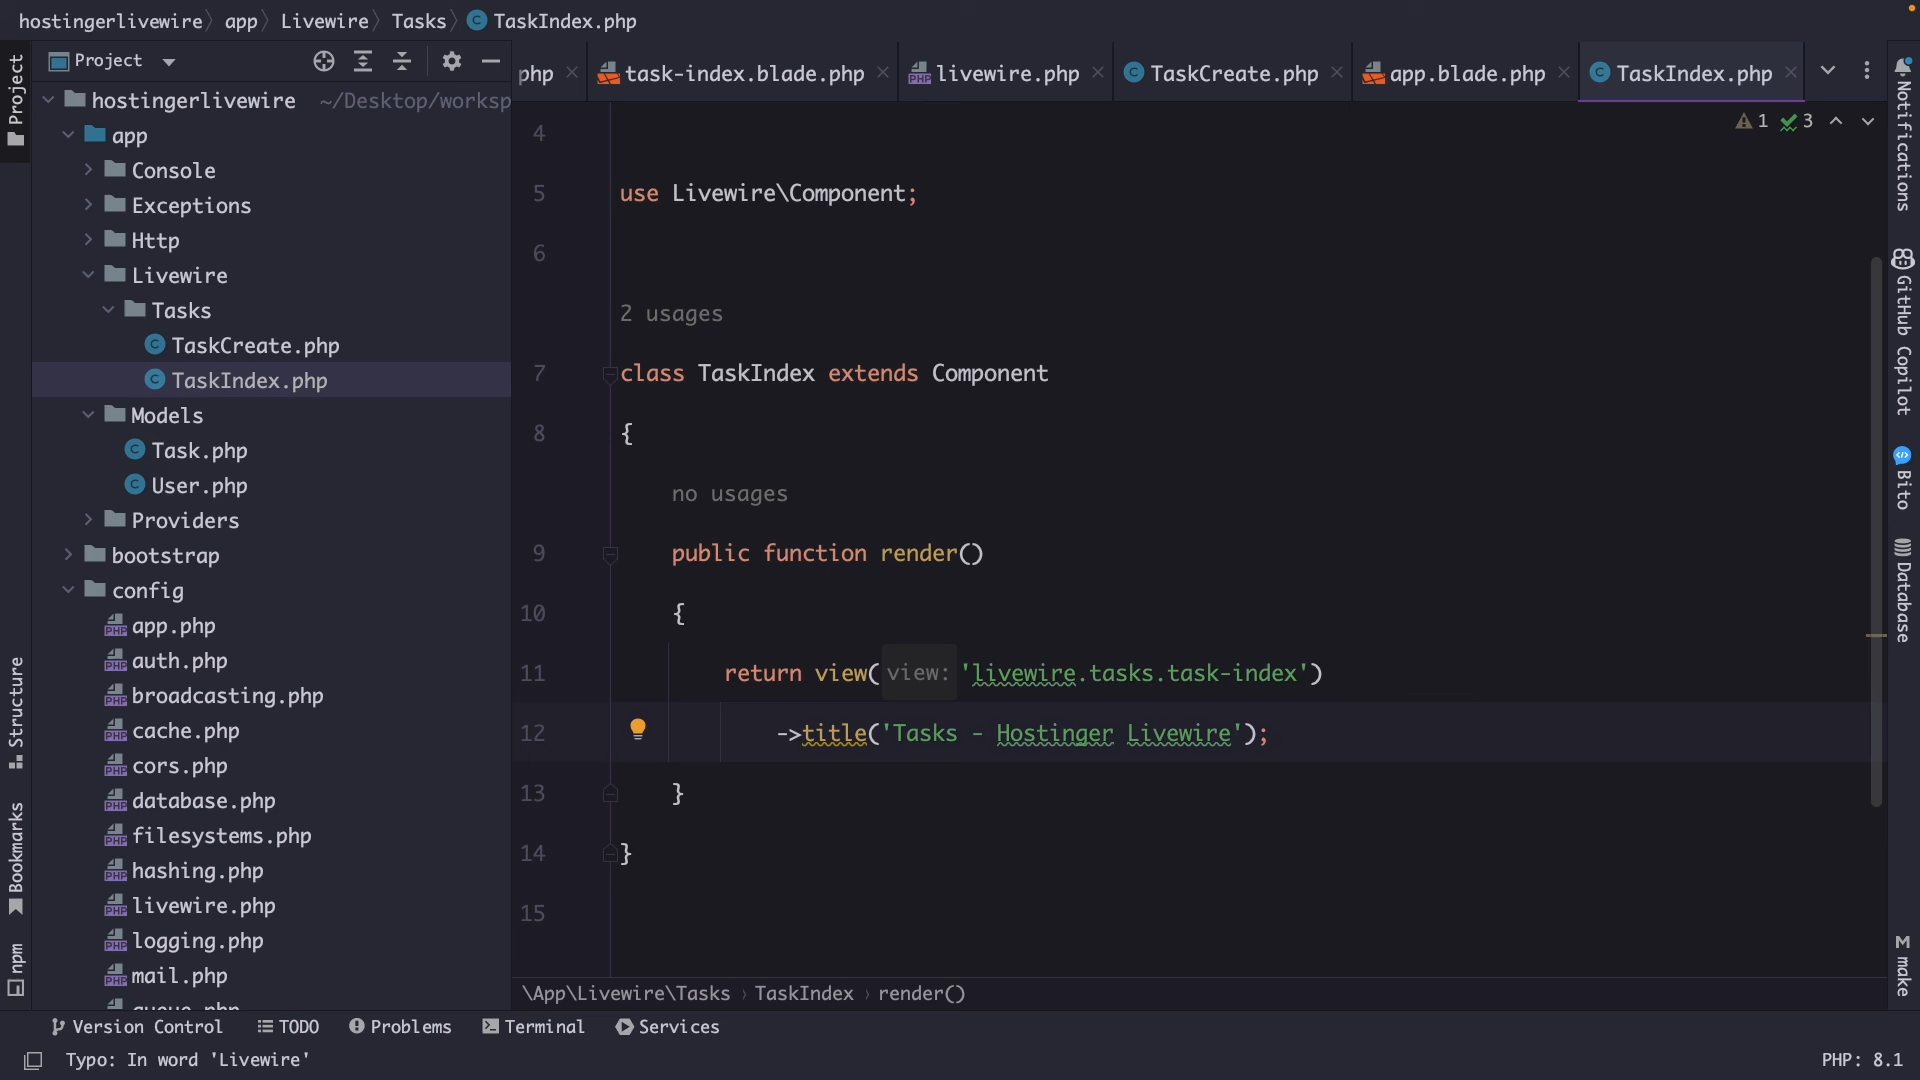 hostingerlivewire 〉 app 〉 Livewire 〉 Tasks 〉 TaskIndex.php
Project
php
task-index.blade.php
livewire.php
TaskCreate.php
app.blade.php
TaskIndex.php
Project
Structure
Bookmarks
npm
hostingerlivewire ~/Desktop/worksp
app
Console
Exceptions
Http
Livewire
Tasks
TaskCreate.php
TaskIndex.php
Models
Task.php
User.php
Providers
bootstrap
config
app.php
auth.php
broadcasting.php
cache.php
cors.php
database.php
filesystems.php
hashing.php
livewire.php
logging.php
mail.php
1 3
4
5 use Livewire\Component;
6
2 usages
7 class TaskIndex extends Component
8 {
no usages
9 public function render()
10 {
11 return view( view: 'livewire.tasks.task-index')
12 ->title('Tasks - Hostinger Livewire');
13 }
14 }
15
\App\Livewire\Tasks › TaskIndex › render()
Notifications
GitHub Copilot
Bito
Database
M make
Version Control TODO Problems Terminal Services
Typo: In word 'Livewire' PHP: 8.1